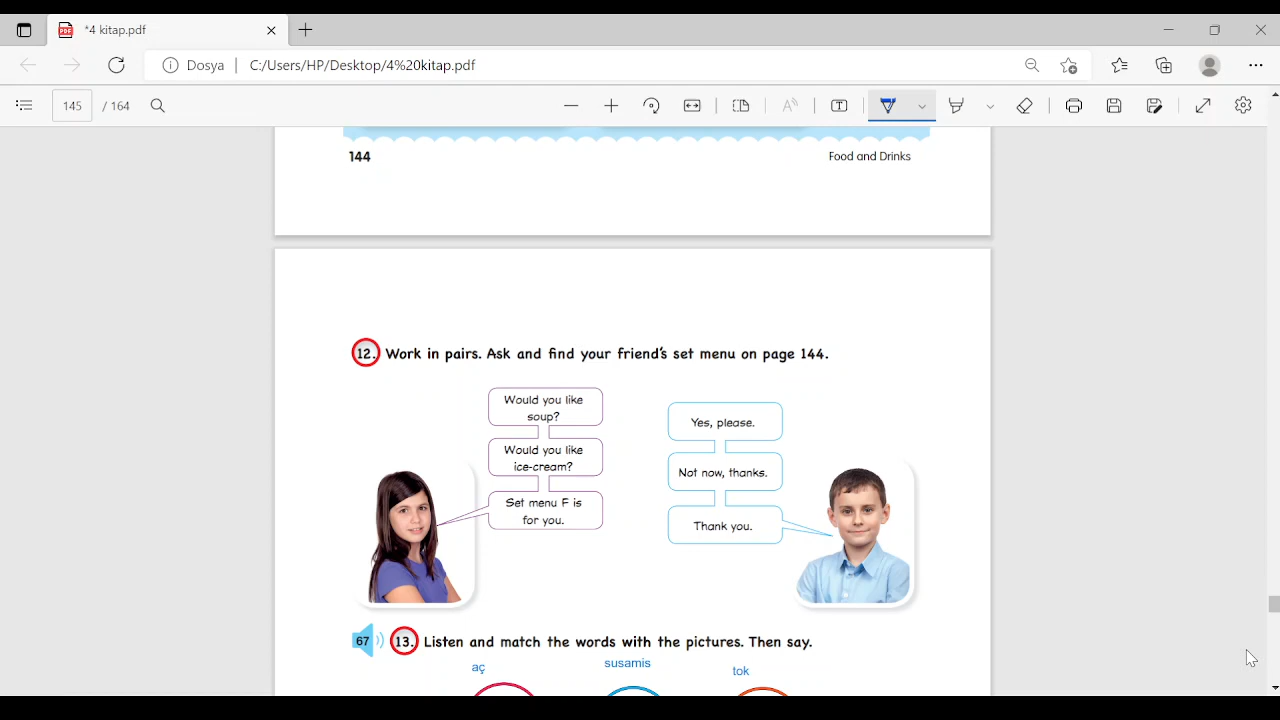 *4 kitap.pdf
Dosya
C:/Users/HP/Desktop/4%20kitap.pdf
145 / 164
144
Food and Drinks
12. Work in pairs. Ask and find your friend's set menu on page 144.
Would you like
soup?
Would you like
ice-cream?
Set menu F is
for you.
Yes, please.
Not now, thanks.
Thank you.
67 13. Listen and match the words with the pictures. Then say.
aç
susamis
tok